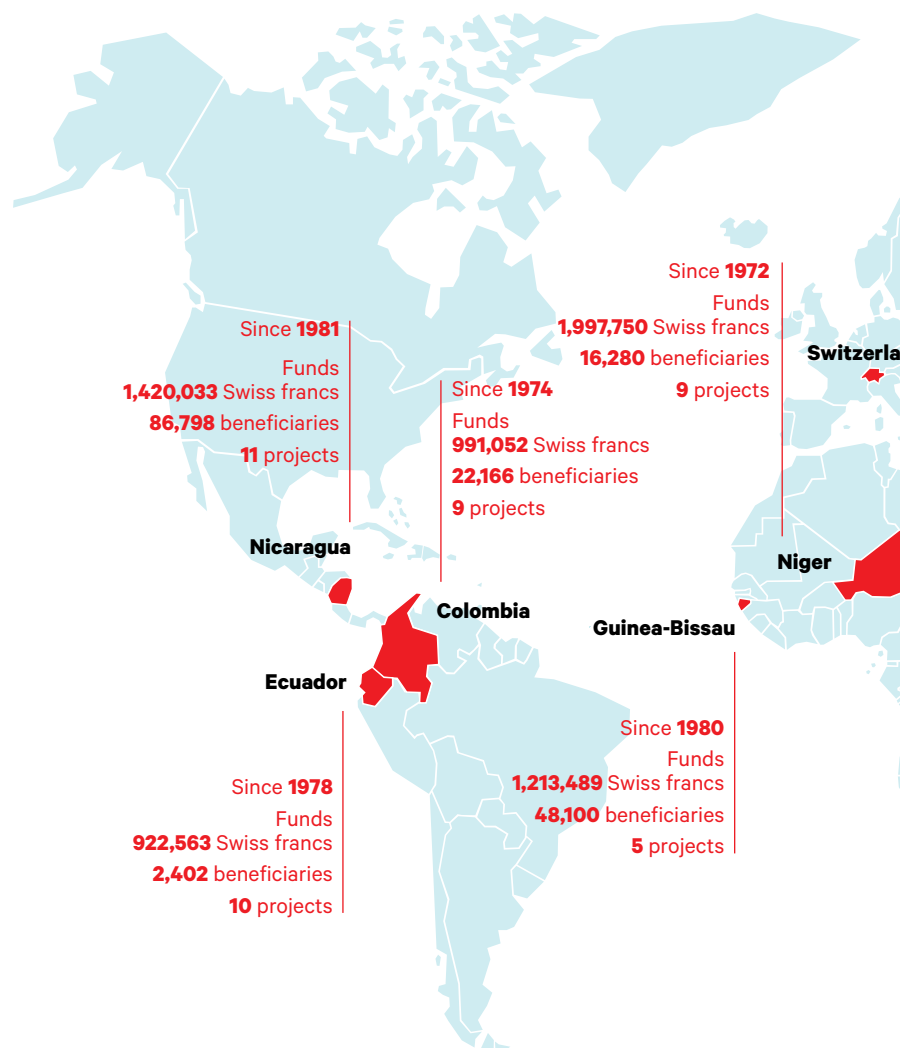 Since 1972
Funds
1,997,750 Swiss francs
16,280 beneficiaries
9 projects
Niger
Switzerla
Since 1981
Funds
1,420,033 Swiss francs
86,798 beneficiaries
11 projects
Nicaragua
Since 1974
Funds
991,052 Swiss francs
22,166 beneficiaries
9 projects
Colombia
Guinea-Bissau
Since 1980
Funds
1,213,489 Swiss francs
48,100 beneficiaries
5 projects
Ecuador
Since 1978
Funds
922,563 Swiss francs
2,402 beneficiaries
10 projects